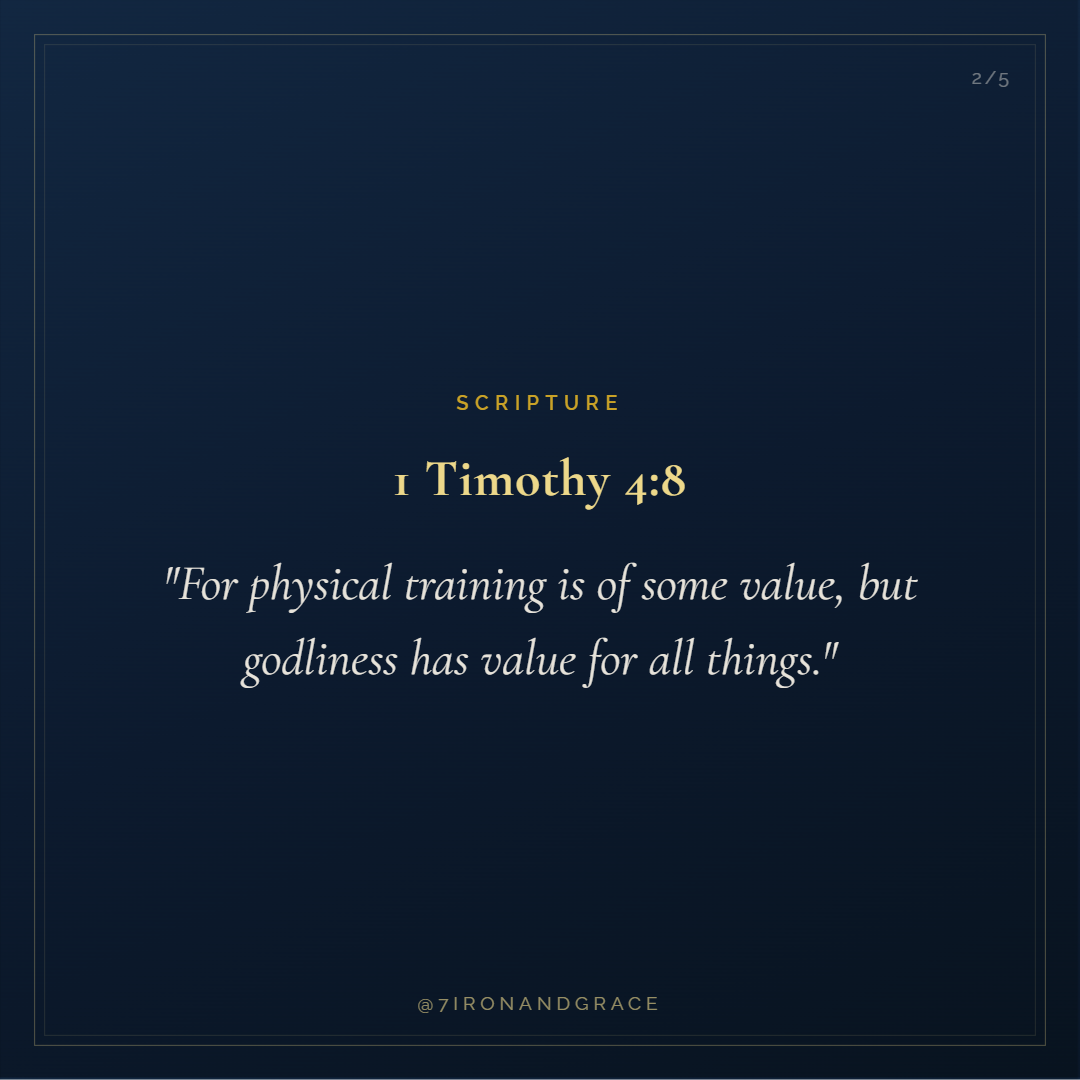 2/5
SCRIPTURE
1 Timothy 4:8
"For physical training is of some value, but
godliness has value for all things."
@7IRONANDGRACE